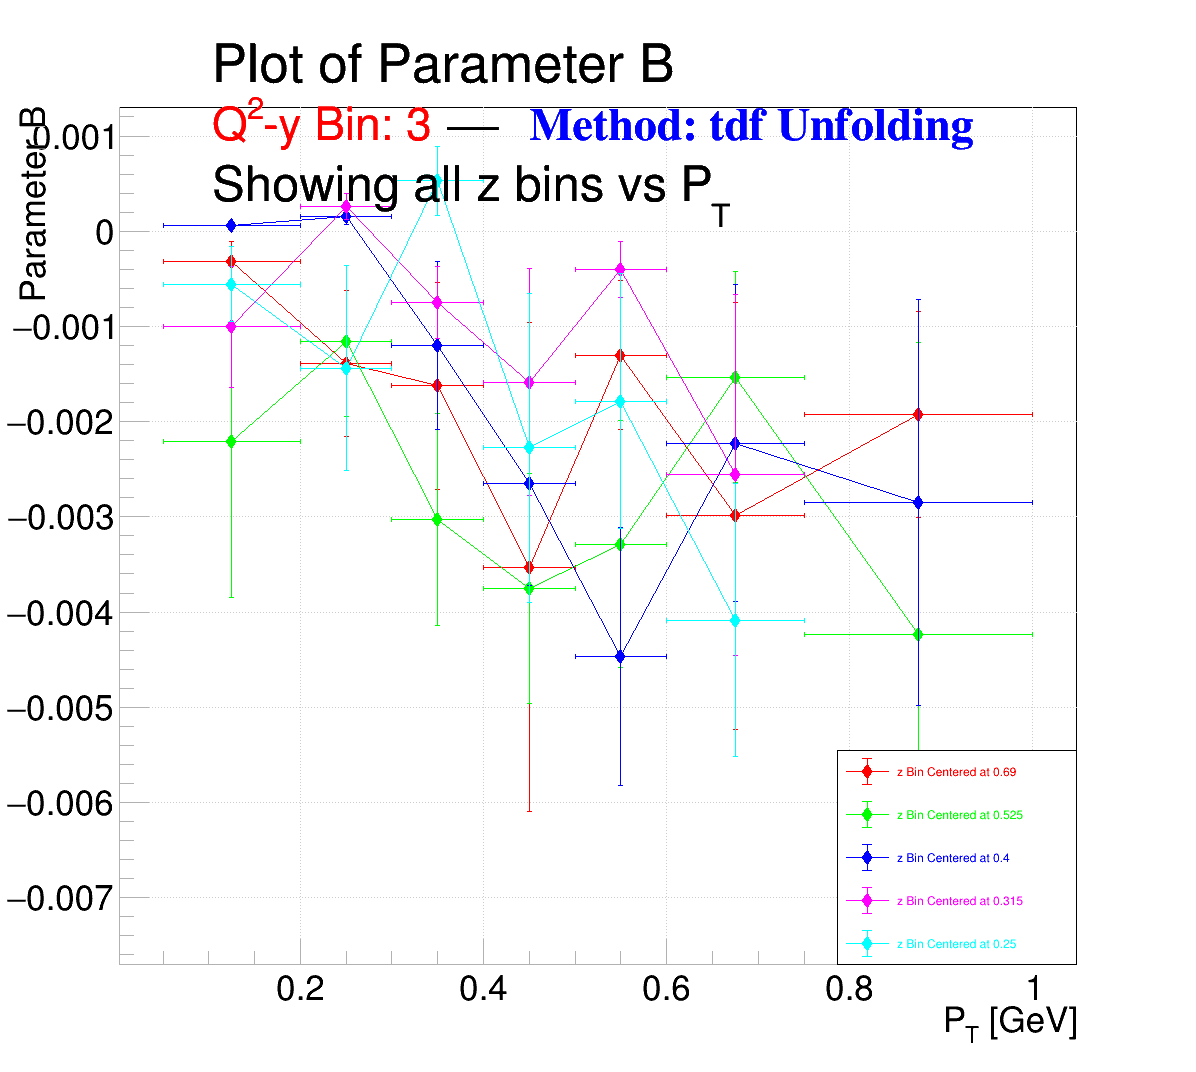 Plot of Parameter B
Q²-y Bin: 3 — Method: tdf Unfolding
Showing all z bins vs P_T
Parameter B
0.001
0
−0.001
−0.002
−0.003
−0.004
−0.005
−0.006
−0.007
z Bin Centered at 0.69
z Bin Centered at 0.525
z Bin Centered at 0.4
z Bin Centered at 0.315
z Bin Centered at 0.25
0.2 0.4 0.6 0.8 1
P_T [GeV]